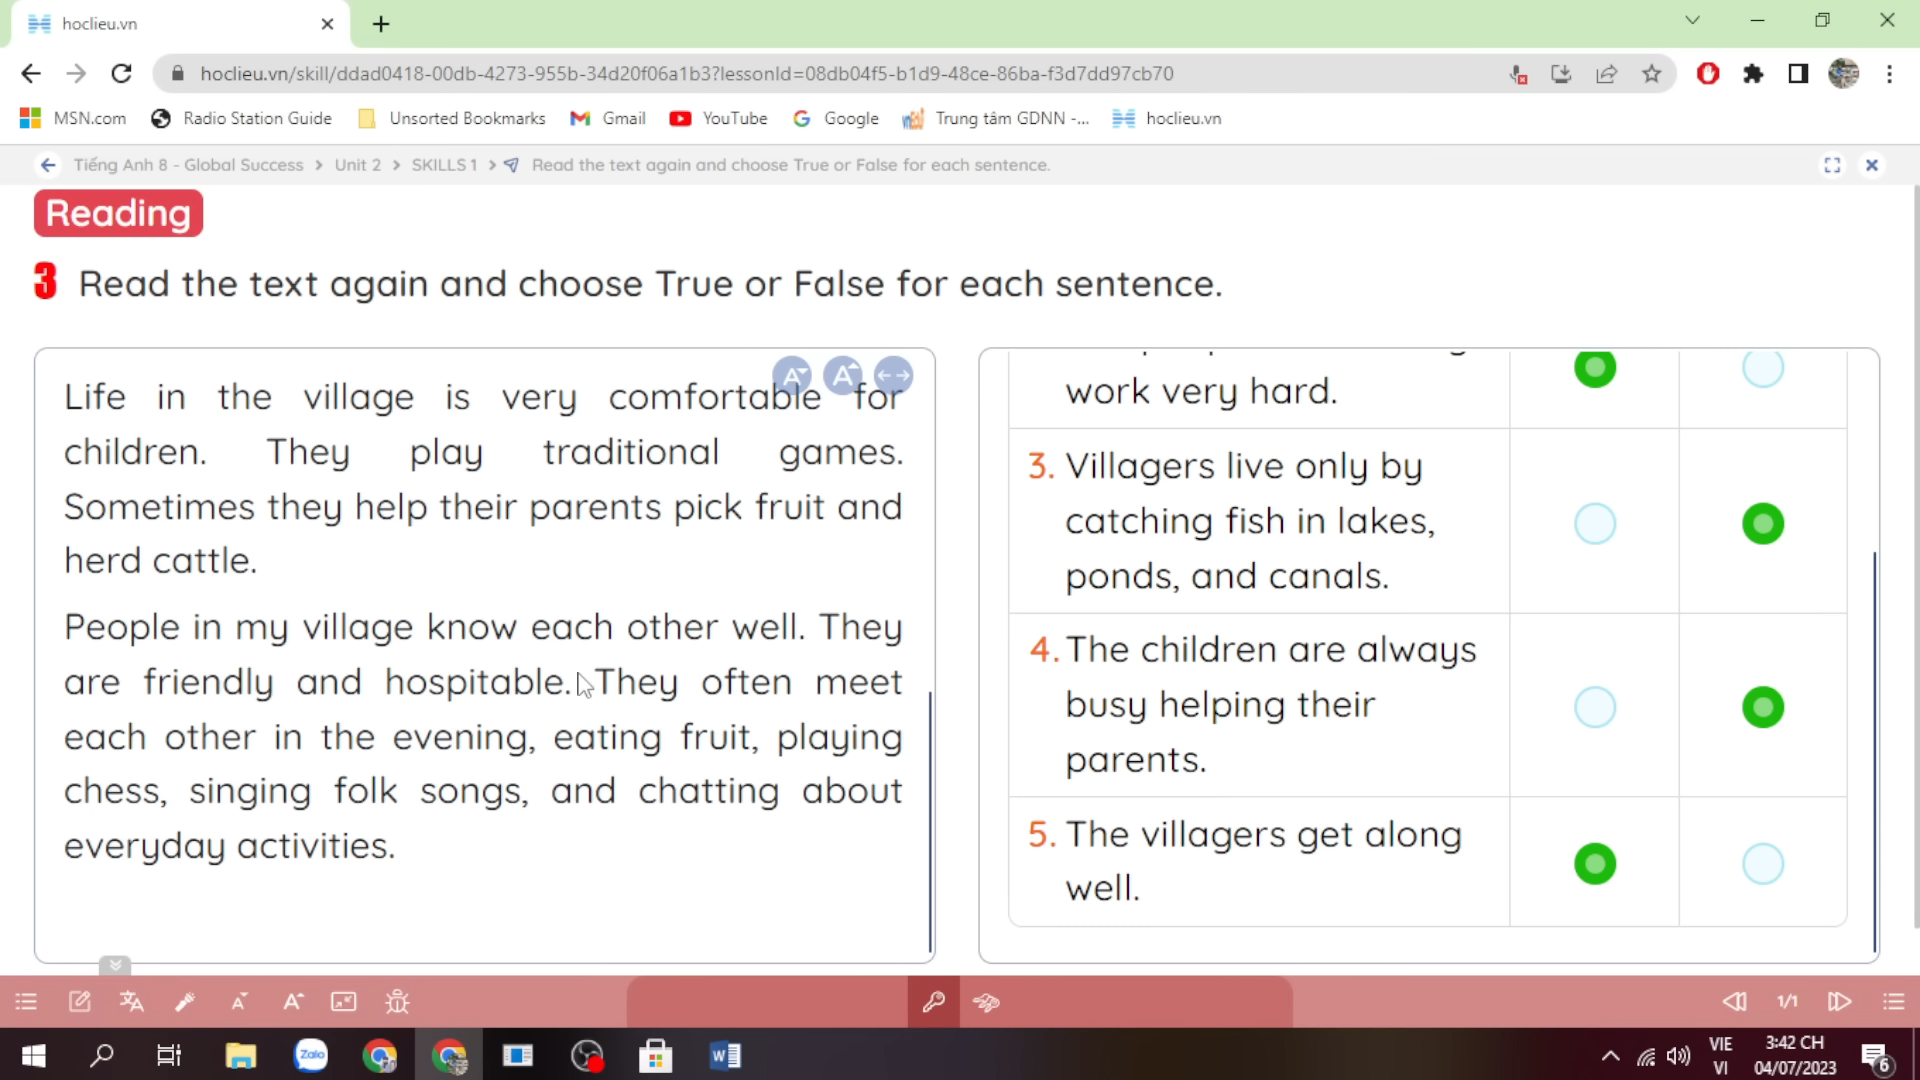 hoclieu.vn
hoclieu.vn/skill/ddad0418-00db-4273-955b-34d20f06a1b3?lessonId=08db04f5-b1d9-48ce-86ba-f3d7dd97cb70
MSN.com Radio Station Guide Unsorted Bookmarks Gmail YouTube Google Trung tâm GDNN -... hoclieu.vn
Tiếng Anh 8 - Global Success > Unit 2 > SKILLS 1 > Read the text again and choose True or False for each sentence.
Reading
3 Read the text again and choose True or False for each sentence.
Life in the village is very comfortable for
children. They play traditional games.
Sometimes they help their parents pick fruit and
herd cattle.
People in my village know each other well. They
are friendly and hospitable. They often meet
each other in the evening, eating fruit, playing
chess, singing folk songs, and chatting about
everyday activities.
work very hard.
3. Villagers live only by
catching fish in lakes,
ponds, and canals.
4. The children are always
busy helping their
parents.
5. The villagers get along
well.
1/1
Zalo
VIE
VI
3:42 CH
04/07/2023
6